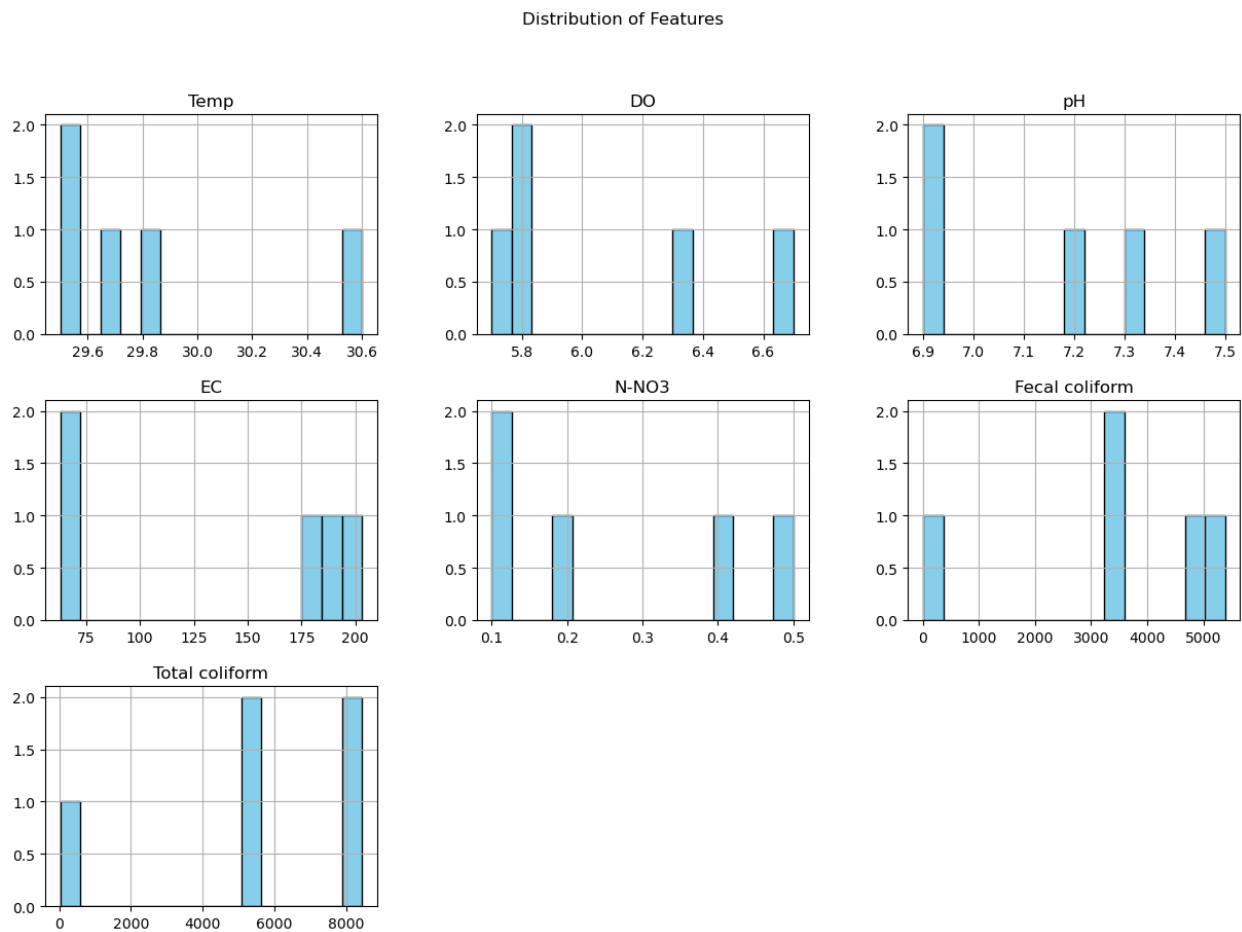 Distribution of Features
Temp
2.0
1.5
1.0
0.5
0.0
29.6 29.8 30.0 30.2 30.4 30.6
DO
2.0
1.5
1.0
0.5
0.0
5.8 6.0 6.2 6.4 6.6
pH
2.0
1.5
1.0
0.5
0.0
6.9 7.0 7.1 7.2 7.3 7.4 7.5
EC
2.0
1.5
1.0
0.5
0.0
75 100 125 150 175 200
N-NO3
2.0
1.5
1.0
0.5
0.0
0.1 0.2 0.3 0.4 0.5
Fecal coliform
2.0
1.5
1.0
0.5
0.0
0 1000 2000 3000 4000 5000
Total coliform
2.0
1.5
1.0
0.5
0.0
0 2000 4000 6000 8000